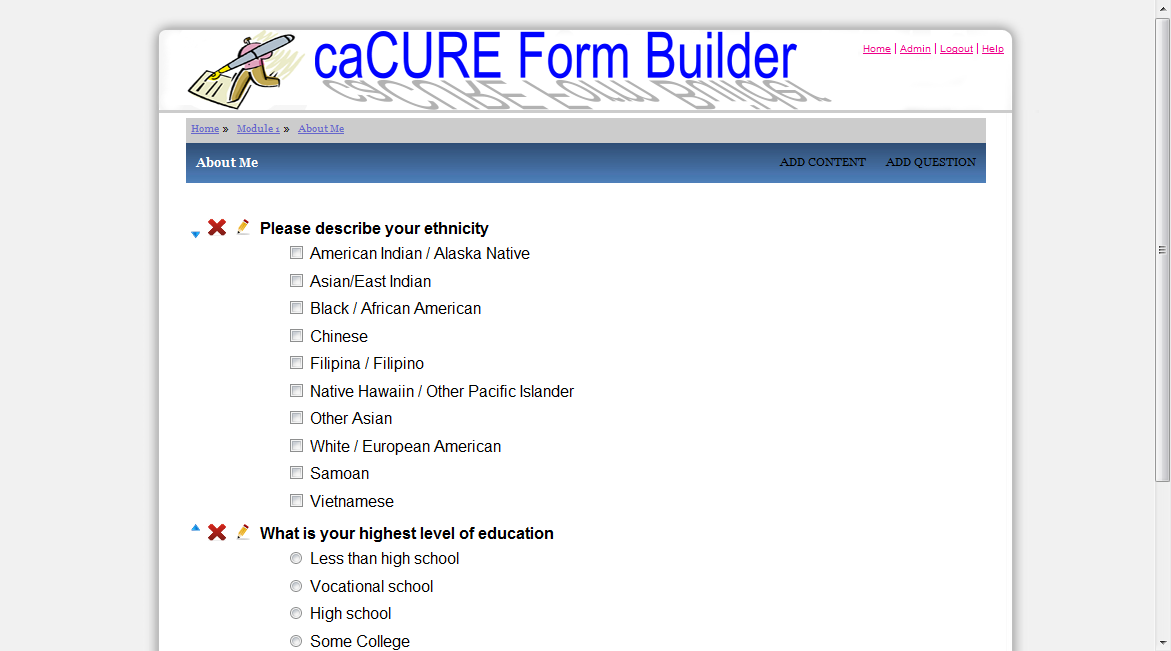 caCURE Form Builder
Home | Admin | Logout | Help
Home » Module 1 » About Me
About Me ADD CONTENT ADD QUESTION
Please describe your ethnicity
American Indian / Alaska Native
Asian/East Indian
Black / African American
Chinese
Filipina / Filipino
Native Hawaiin / Other Pacific Islander
Other Asian
White / European American
Samoan
Vietnamese
What is your highest level of education
Less than high school
Vocational school
High school
Some College